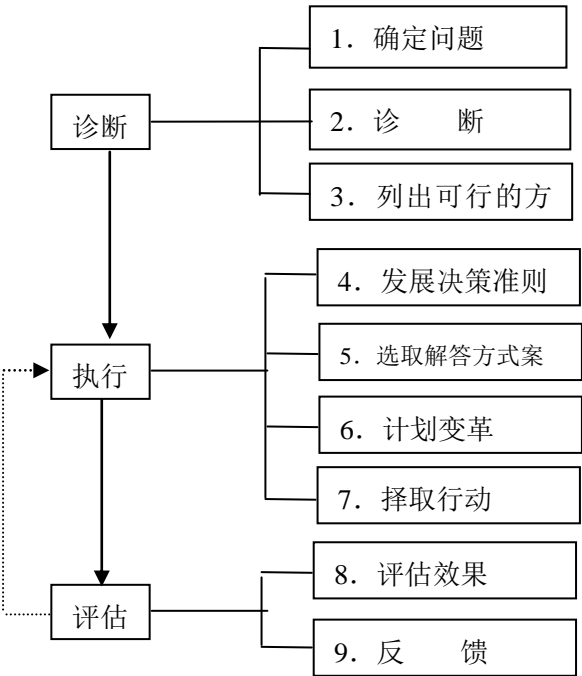 1．确定问题
诊断
2．诊　　断
3．列出可行的方
4．发展决策准则
执行
5．选取解答方式案
6．计划变革
7．择取行动
8．评估效果
评估
9．反　　馈